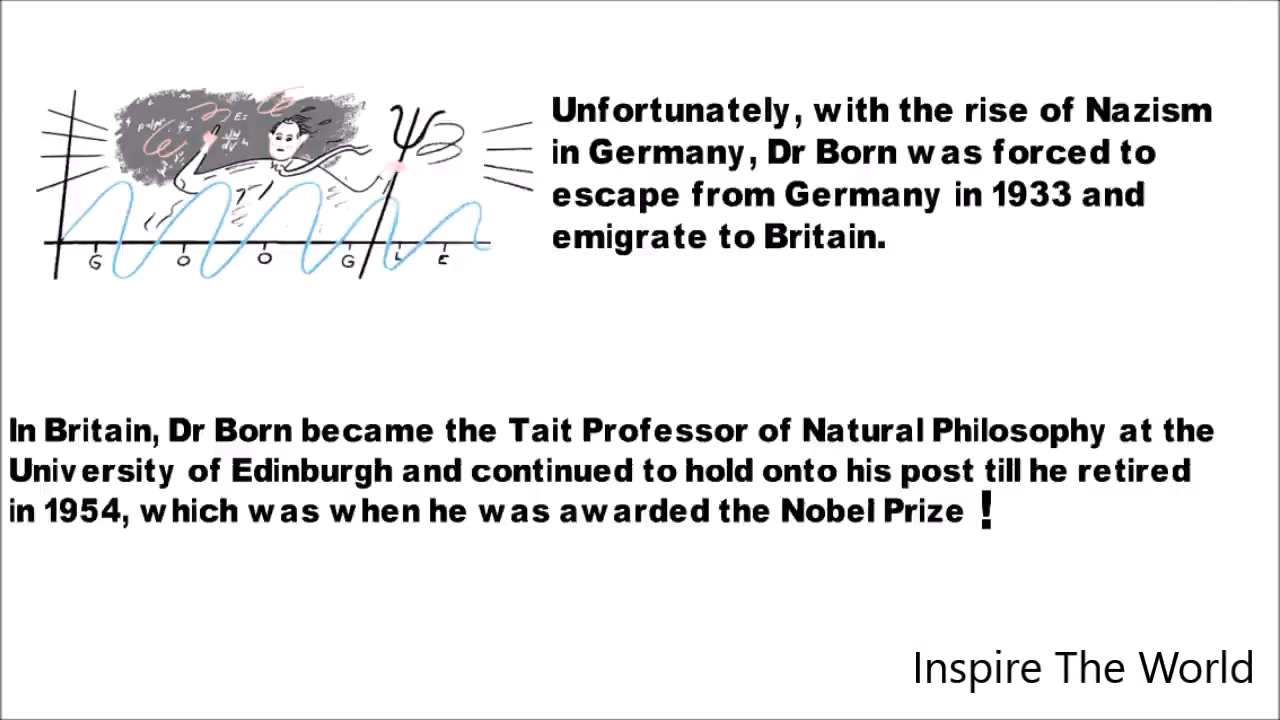 Unfortunately, with the rise of Nazism
in Germany, Dr Born was forced to
escape from Germany in 1933 and
emigrate to Britain.
E=
Ψ
G O O G L E
In Britain, Dr Born became the Tait Professor of Natural Philosophy at the
University of Edinburgh and continued to hold onto his post till he retired
in 1954, which was when he was awarded the Nobel Prize !
Inspire The World